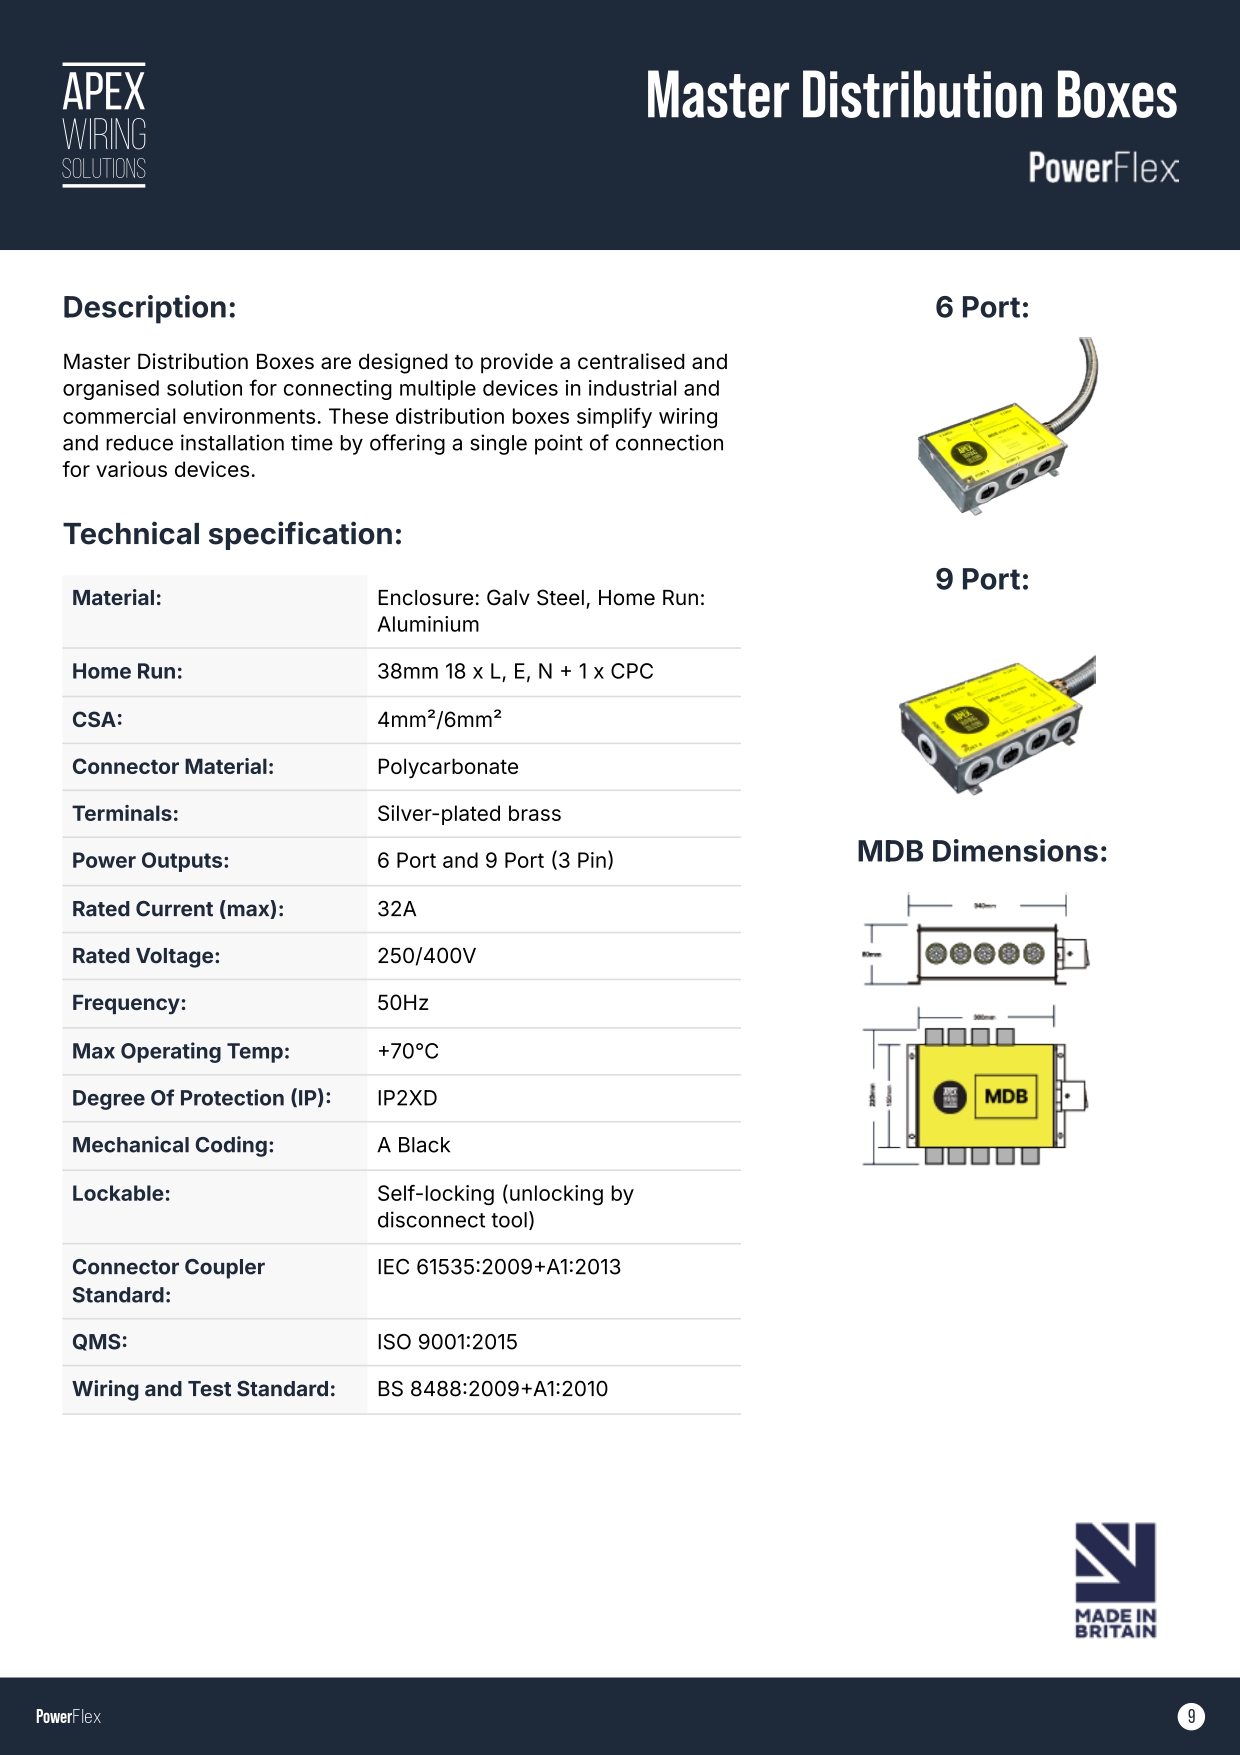 APEX
WIRING
SOLUTIONS
Master Distribution Boxes
PowerFlex
Description:
Master Distribution Boxes are designed to provide a centralised and
organised solution for connecting multiple devices in industrial and
commercial environments. These distribution boxes simplify wiring
and reduce installation time by offering a single point of connection
for various devices.
Technical specification:
Material: Enclosure: Galv Steel, Home Run:
Aluminium
Home Run: 38mm 18 x L, E, N + 1 x CPC
CSA: 4mm²/6mm²
Connector Material: Polycarbonate
Terminals: Silver-plated brass
Power Outputs: 6 Port and 9 Port (3 Pin)
Rated Current (max): 32A
Rated Voltage: 250/400V
Frequency: 50Hz
Max Operating Temp: +70°C
Degree Of Protection (IP): IP2XD
Mechanical Coding: A Black
Lockable: Self-locking (unlocking by
disconnect tool)
Connector Coupler IEC 61535:2009+A1:2013
Standard:
QMS: ISO 9001:2015
Wiring and Test Standard: BS 8488:2009+A1:2010
6 Port:
9 Port:
MDB Dimensions:
MDB
MADE IN
BRITAIN
PowerFlex
9